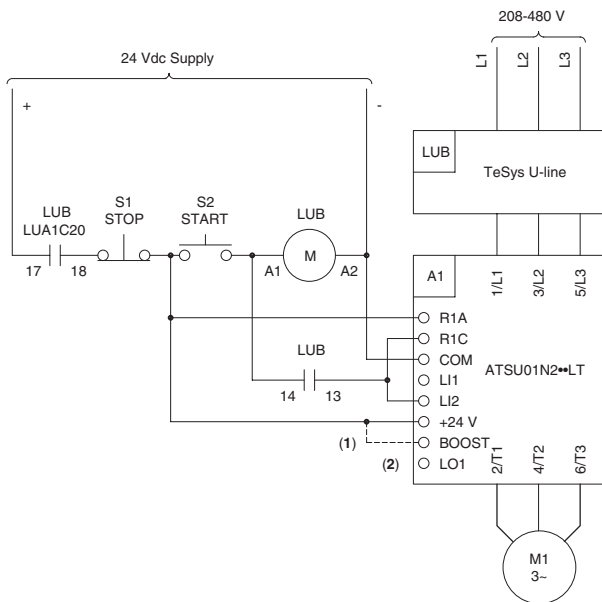 208-480 V
L1
L2
L3
24 Vdc Supply
+
-
LUB
TeSys U-line
LUB
LUA1C20
S1
STOP
S2
START
LUB
M
17
18
A1
A2
A1
1/L1
3/L2
5/L3
R1A
R1C
COM
LI1
LI2
+24 V
BOOST
LO1
ATSU01N2••LT
LUB
14
13
(1)
(2)
2/T1
4/T2
6/T3
M1
3~